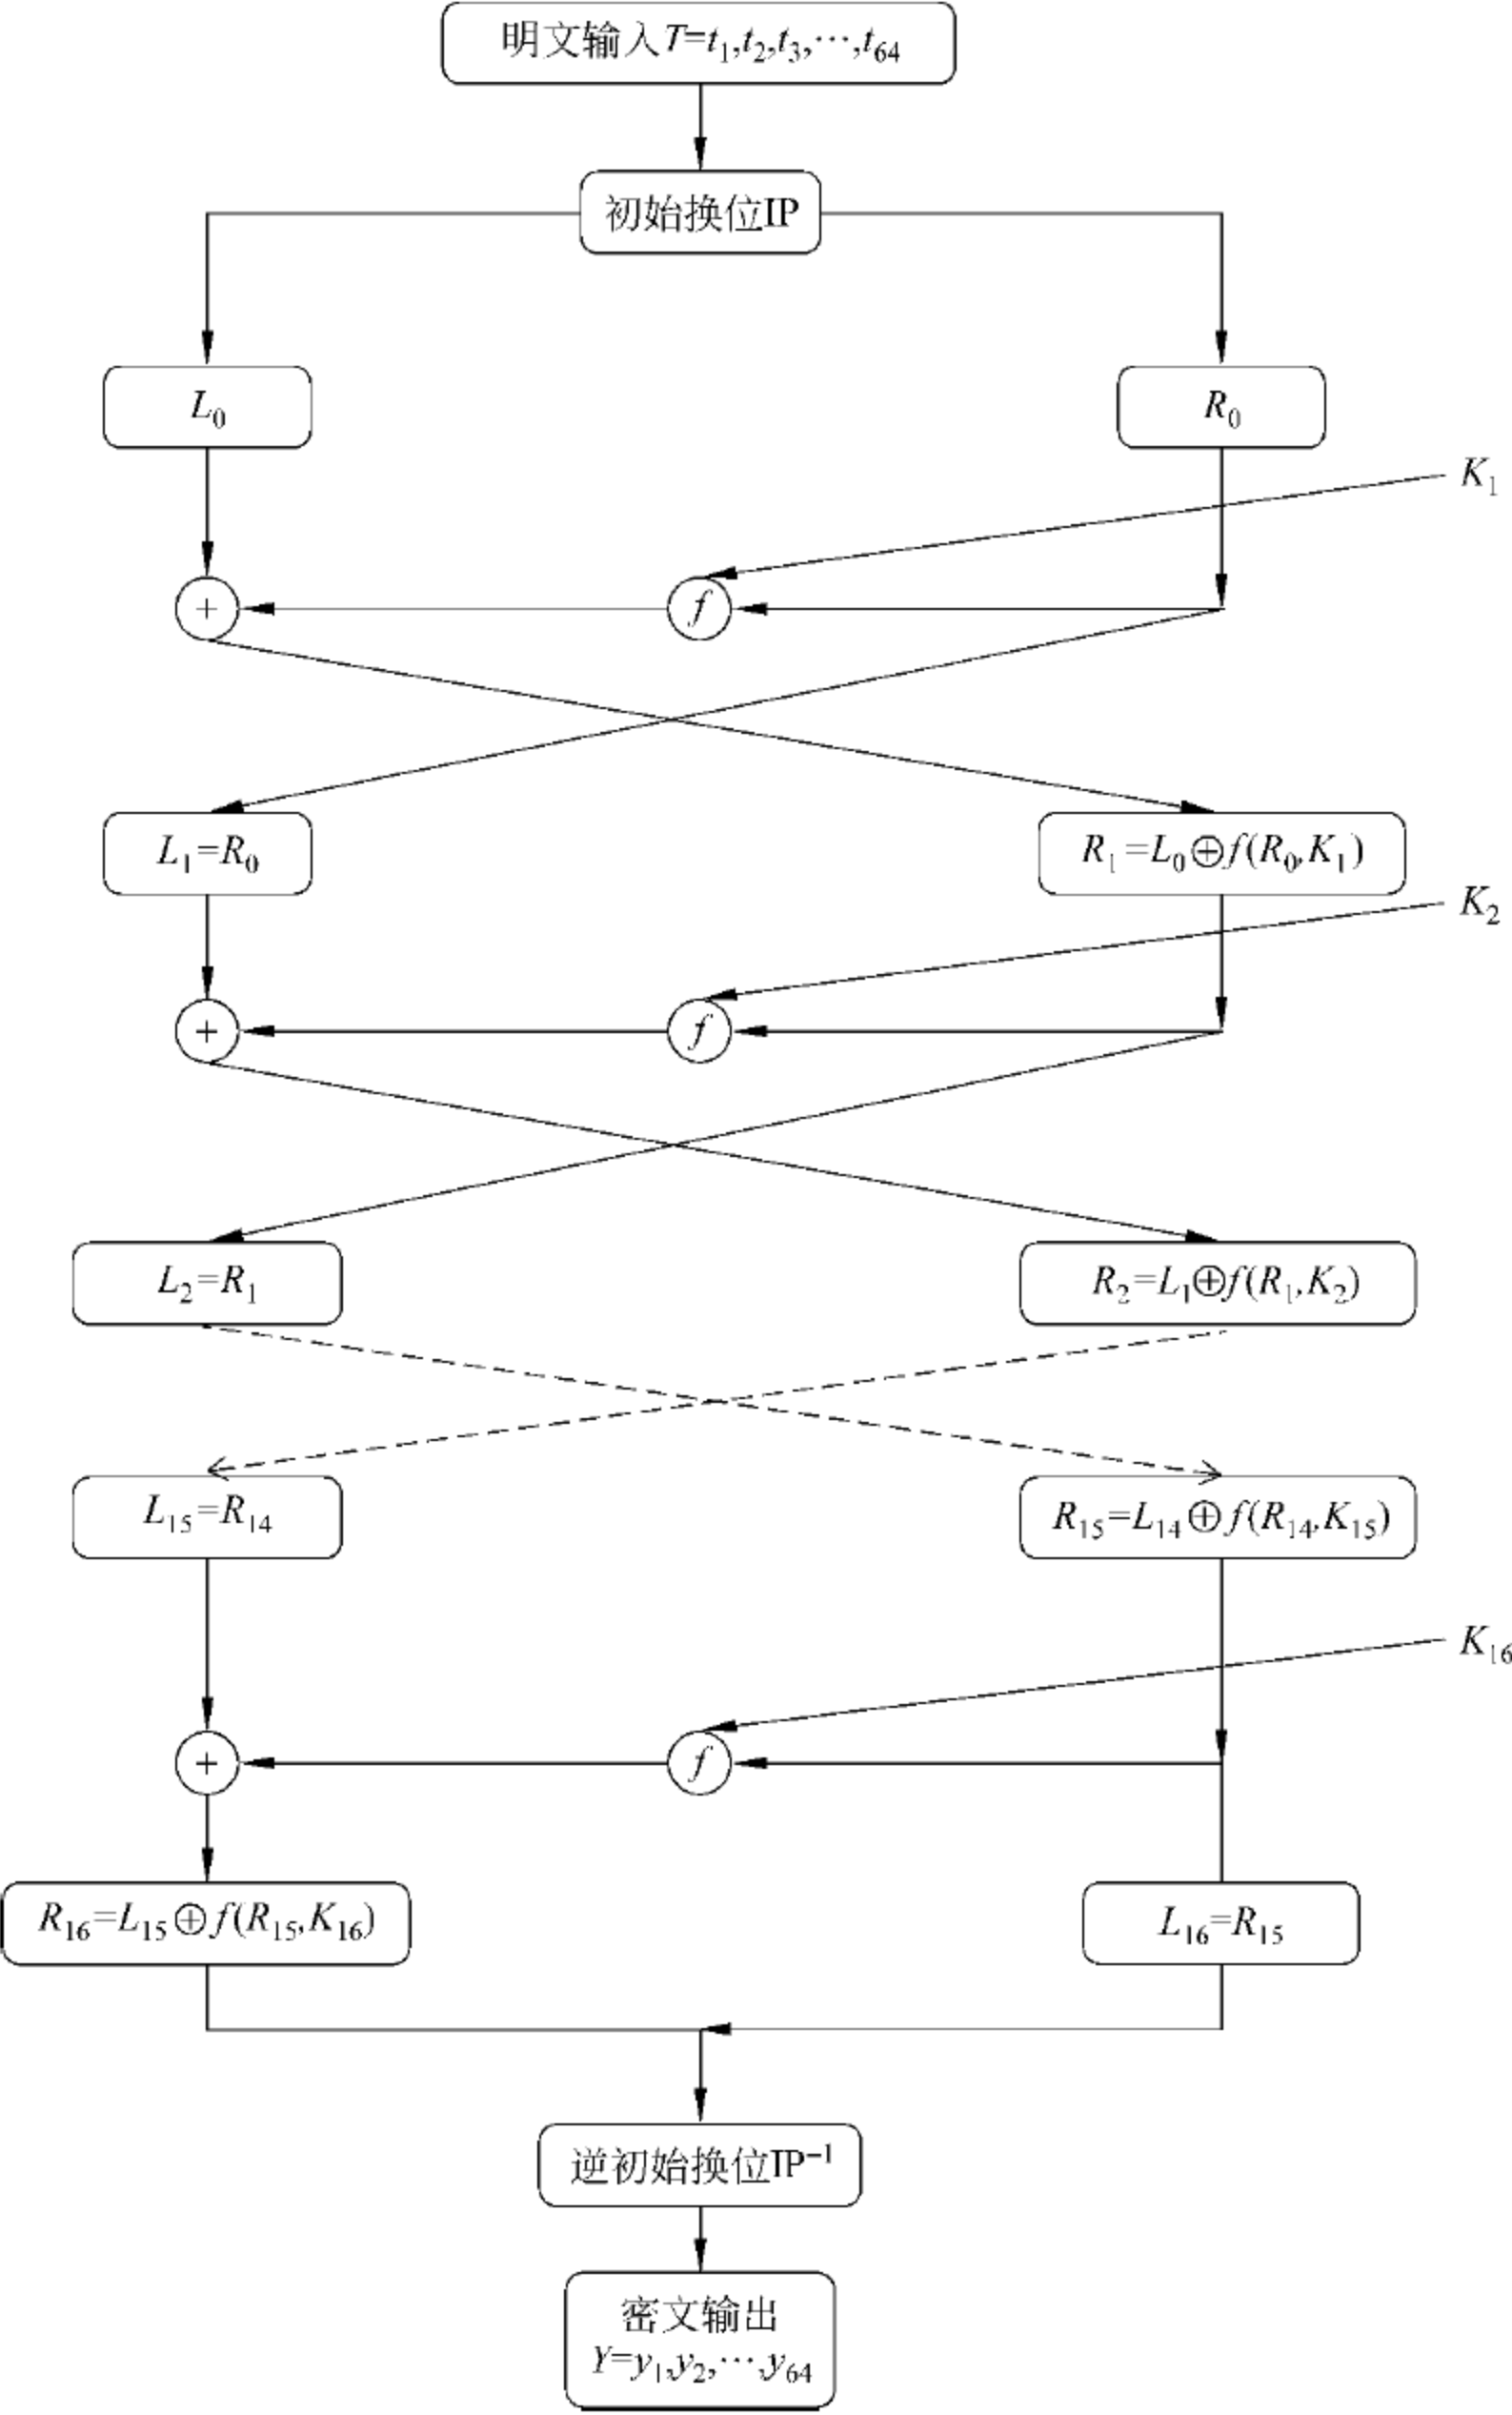 明文输入T=t₁,t₂,t₃,…,t₆₄
初始换位IP
L₀
R₀
K₁
+
f
L₁=R₀
R₁=L₀⊕f(R₀,K₁)
K₂
+
f
L₂=R₁
R₂=L₁⊕f(R₁,K₂)
L₁₅=R₁₄
R₁₅=L₁₄⊕f(R₁₄,K₁₅)
K₁₆
+
f
R₁₆=L₁₅⊕f(R₁₅,K₁₆)
L₁₆=R₁₅
逆初始换位IP⁻¹
密文输出
Y=y₁,y₂,…,y₆₄